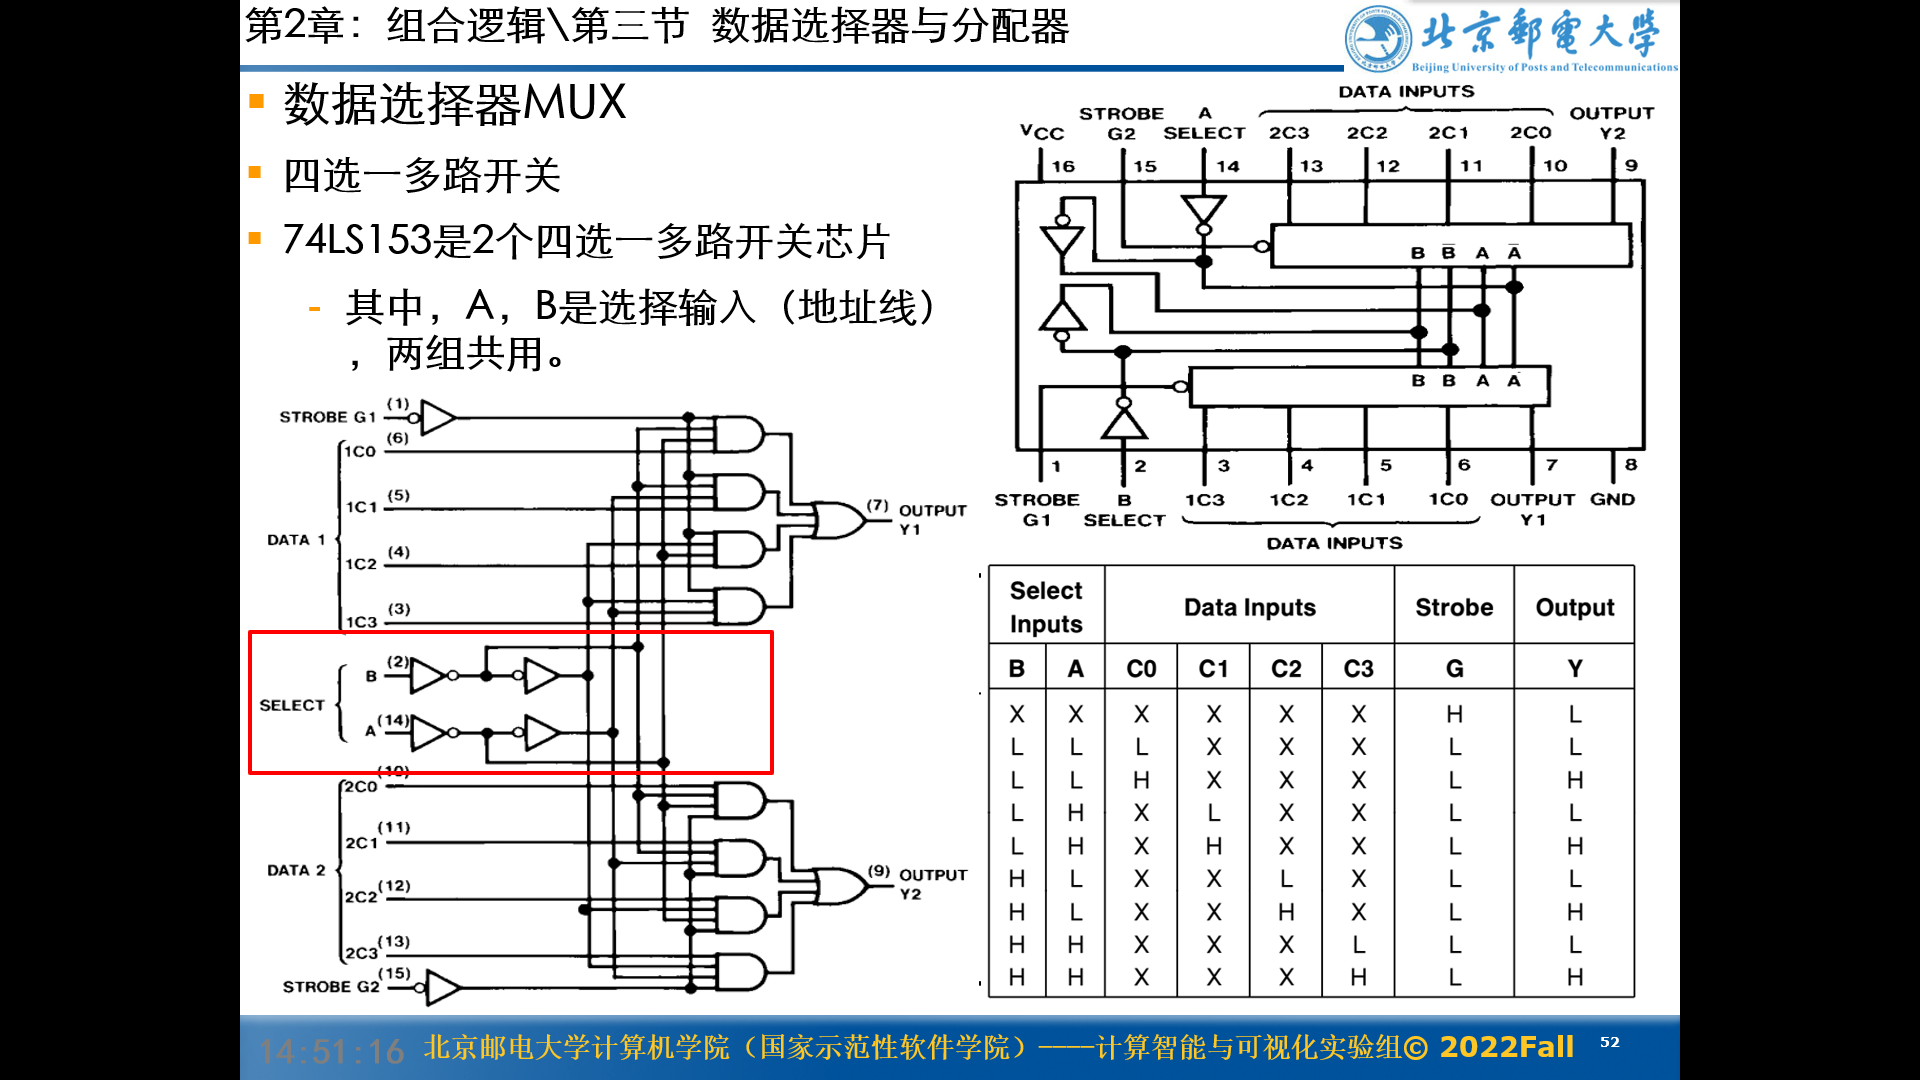 第2章：组合逻辑\第三节 数据选择器与分配器
北京邮电大学
Beijing University of Posts and Telecommunications
数据选择器MUX
四选一多路开关
74LS153是2个四选一多路开关芯片
- 其中，A，B是选择输入（地址线）
，两组共用。
STROBE G1 (1)
1C0 (6)
1C1 (5)
DATA 1
1C2 (4)
1C3 (3)
(7) OUTPUT
Y1
B (2)
SELECT
A (14)
2C0 (10)
2C1 (11)
DATA 2
2C2 (12)
2C3 (13)
STROBE G2 (15)
(9) OUTPUT
Y2
DATA INPUTS
STROBE A OUTPUT
VCC G2 SELECT 2C3 2C2 2C1 2C0 Y2
16 15 14 13 12 11 10 9
B B̅ A A̅
B B A A
1 2 3 4 5 6 7 8
STROBE B 1C3 1C2 1C1 1C0 OUTPUT GND
G1 SELECT Y1
DATA INPUTS
Select Inputs Data Inputs Strobe Output
B A C0 C1 C2 C3 G Y
X X X X X X H L
L L L X X X L L
L L H X X X L H
L H X L X X L L
L H X H X X L H
H L X X L X L L
H L X X H X L H
H H X X X L L L
H H X X X H L H
14:51:16
北京邮电大学计算机学院（国家示范性软件学院）————计算智能与可视化实验组© 2022Fall
52